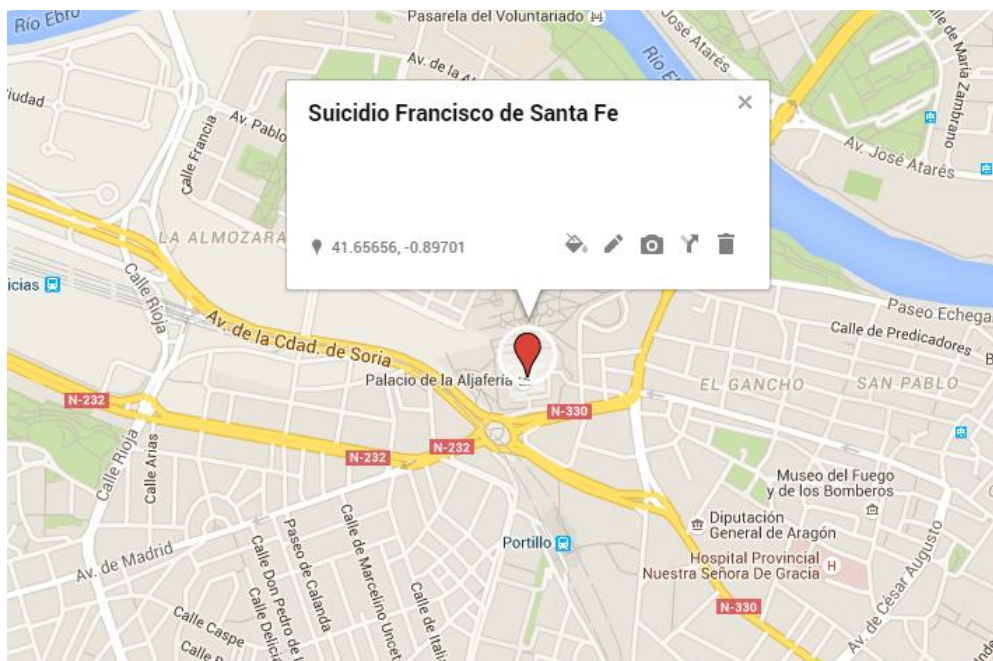 Río Ebro
Pasarela del Voluntariado
José Atarés
Río
Av. de la
Calle de María Zambrano
iudad
Av. Pablo
Calle Francia
Suicidio Francisco de Santa Fe
Av. José Atarés
LA ALMOZARA
41.65656, -0.89701
icias
Calle Rioja
Paseo Echega
Av. de la Cdad. de Soria
Calle de Predicadores
Palacio de la Aljafería
EL GANCHO
SAN PABLO
N-232
N-330
N-232
N-232
Calle Rioja
Calle Arias
Museo del Fuego
y de los Bomberos
Diputación
General de Aragón
Portillo
Hospital Provincial
Nuestra Señora De Gracia
H
Av. de Madrid
Paseo de Calanda
Calle de Marcelino Uncet
Calle Don Pedro de l
Calle de Itali
N-330
Av. de César Augusto
Calle Caspe
Calle Delici